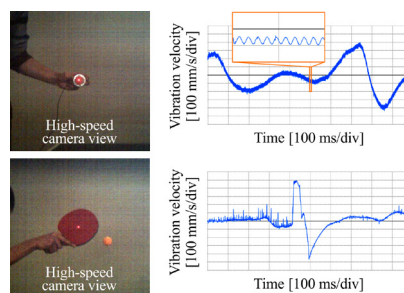 High-speed
camera view
Vibration velocity
[100 mm/s/div]
Time [100 ms/div]
High-speed
camera view
Vibration velocity
[100 mm/s/div]
Time [100 ms/div]